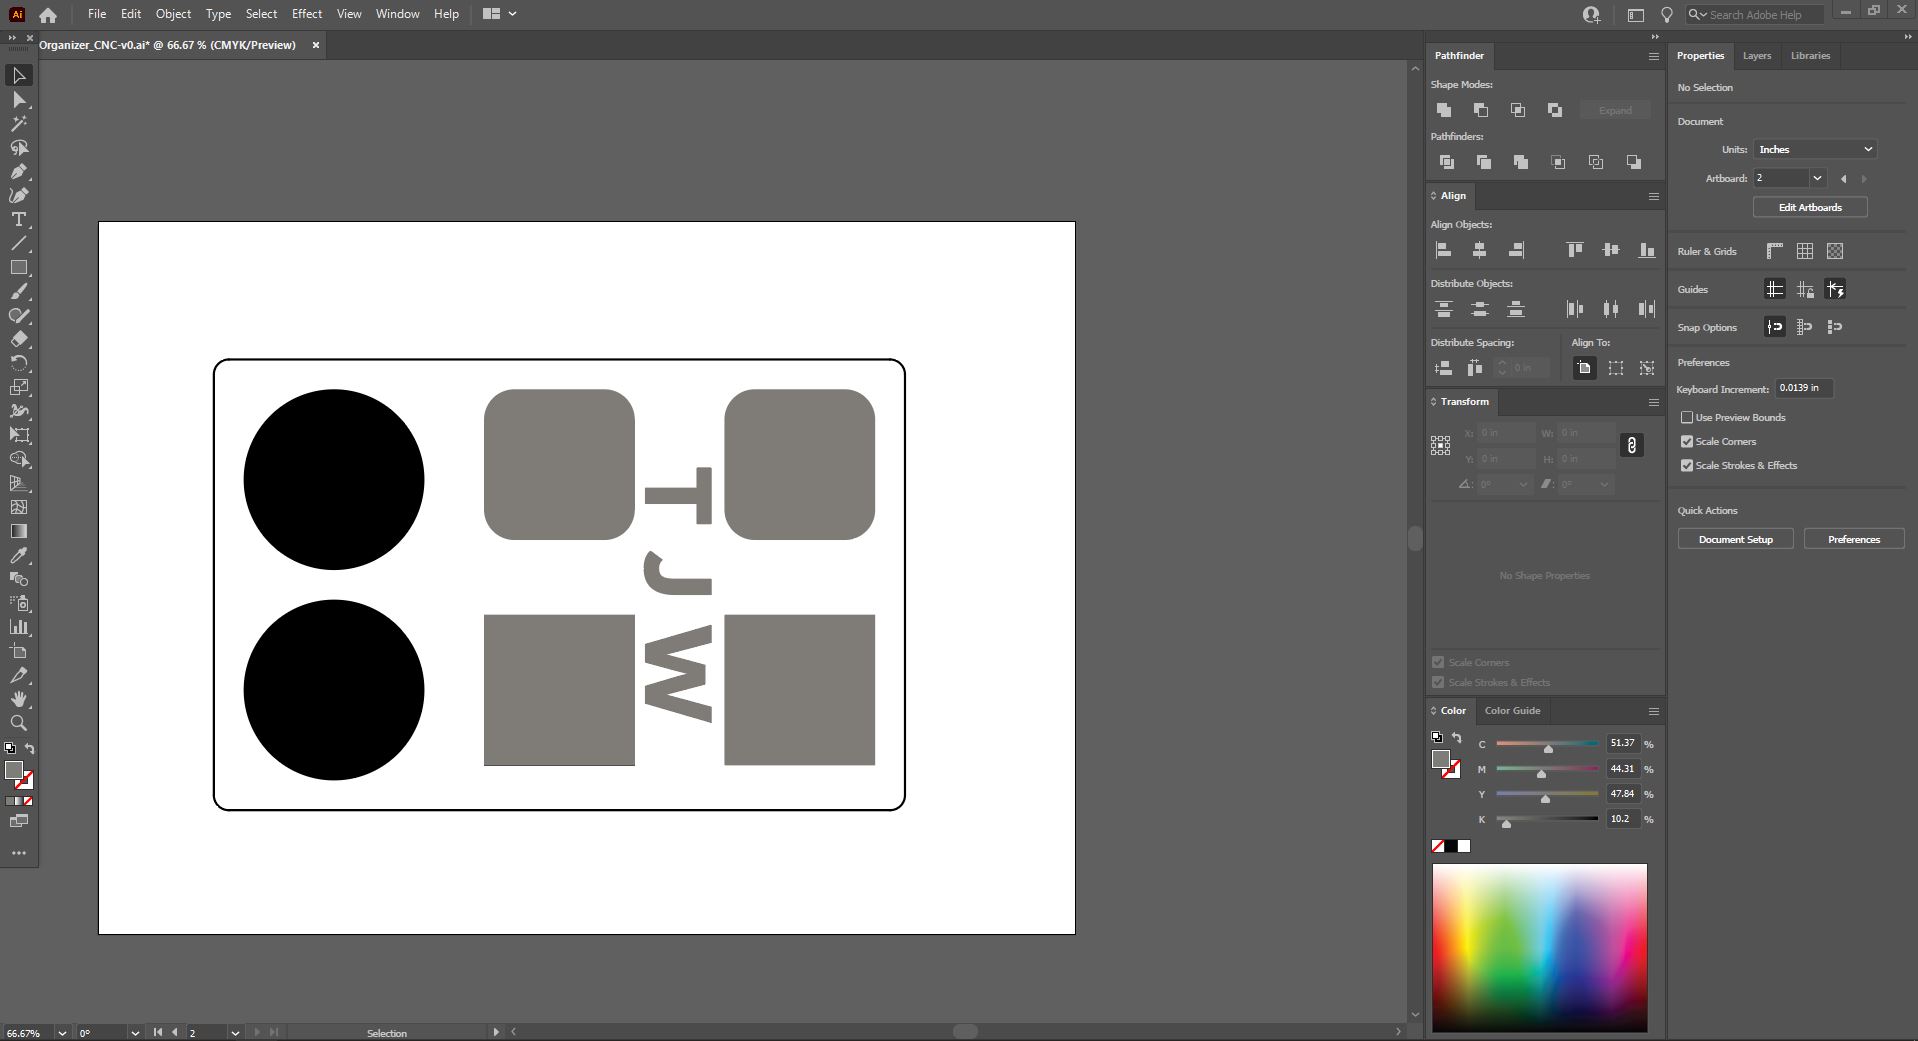 Ai File Edit Object Type Select Effect View Window Help
Search Adobe Help
Organizer_CNC-v0.ai* @ 66.67 % (CMYK/Preview) ×
Pathfinder
Shape Modes:
Expand
Pathfinders:
Align
Align Objects:
Distribute Objects:
Distribute Spacing: Align To:
0 in
Transform
X: 0 in W: 0 in
Y: 0 in H: 0 in
0° 0°
No Shape Properties
Scale Corners
Scale Strokes & Effects
Color Color Guide
C 51.37 %
M 44.31 %
Y 47.84 %
K 10.2 %
Properties Layers Libraries
No Selection
Document
Units: Inches
Artboard: 2
Edit Artboards
Ruler & Grids
Guides
Snap Options
Preferences
Keyboard Increment: 0.0139 in
Use Preview Bounds
Scale Corners
Scale Strokes & Effects
Quick Actions
Document Setup Preferences
T J W
66.67% 0° 2 Selection